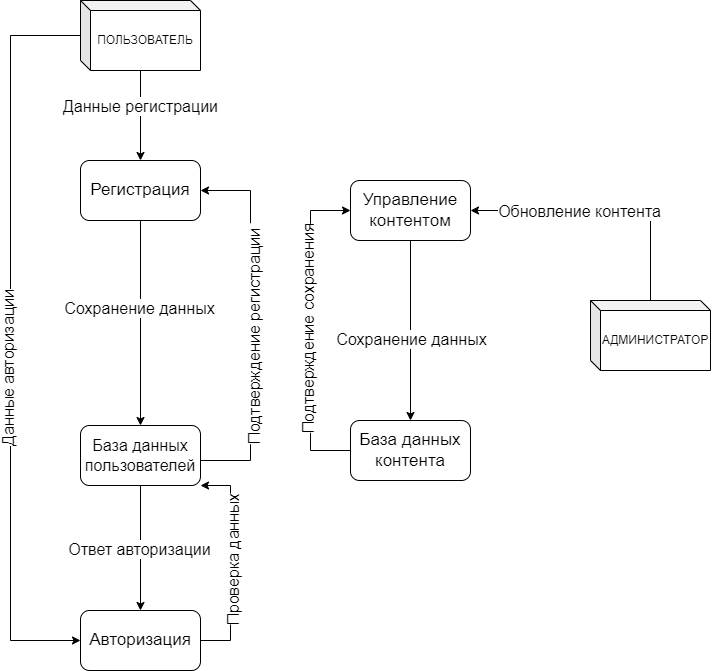 ПОЛЬЗОВАТЕЛЬ
Данные регистрации
Регистрация
Сохранение данных
Подтверждение регистрации
Данные авторизации
База данных
пользователей
Ответ авторизации
Проверка данных
Авторизация
Управление
контентом
Обновление контента
Подтверждение сохранения
Сохранение данных
АДМИНИСТРАТОР
База данных
контента